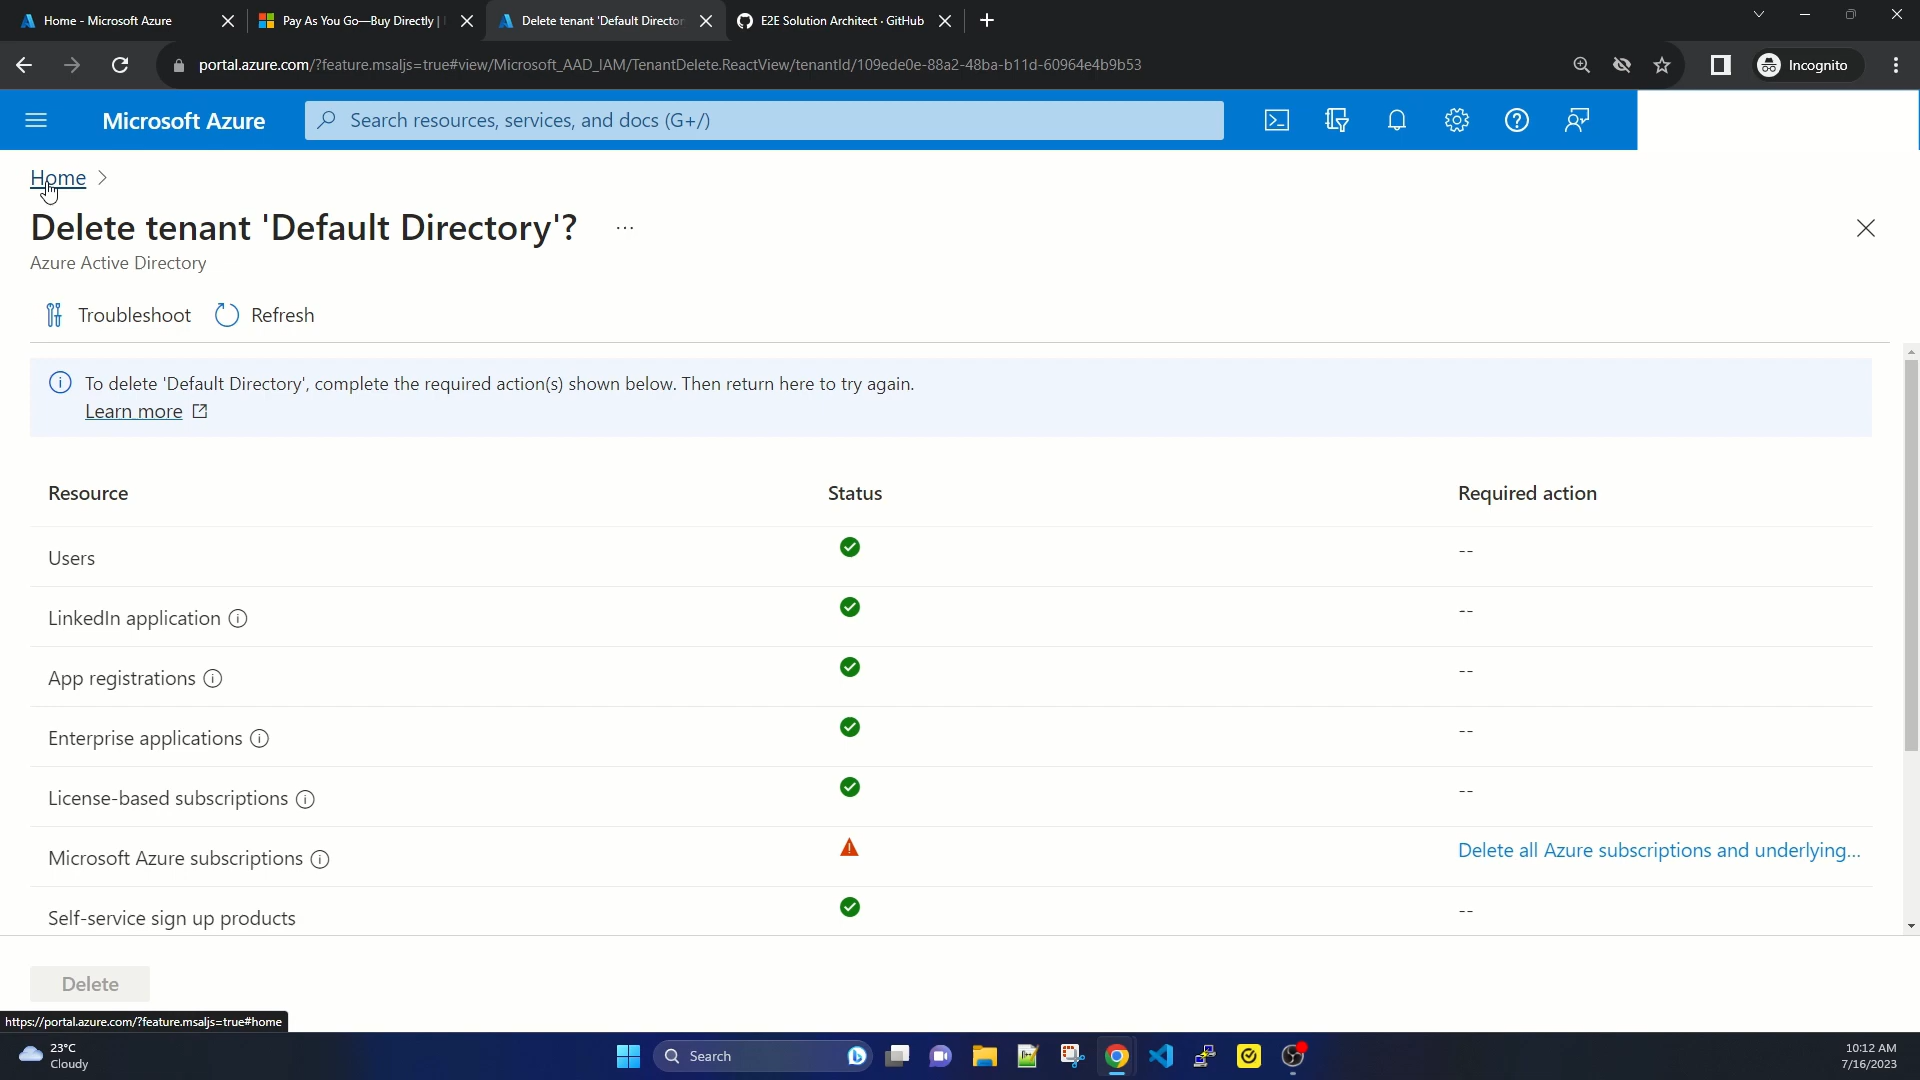 Home - Microsoft Azure
Pay As You Go—Buy Directly |
Delete tenant 'Default Director
E2E Solution Architect · GitHub
portal.azure.com/?feature.msaljs=true#view/Microsoft_AAD_IAM/TenantDelete.ReactView/tenantId/109ede0e-88a2-48ba-b11d-60964e4b9b53
Incognito
Microsoft Azure
Search resources, services, and docs (G+/)
Home >
Delete tenant 'Default Directory'? ...
Azure Active Directory
Troubleshoot Refresh
To delete 'Default Directory', complete the required action(s) shown below. Then return here to try again.
Learn more
Resource Status Required action
Users --
LinkedIn application --
App registrations --
Enterprise applications --
License-based subscriptions --
Microsoft Azure subscriptions Delete all Azure subscriptions and underlying...
Self-service sign up products --
Delete
https://portal.azure.com/?feature.msaljs=true#home
23°C
Cloudy
Search
10:12 AM
7/16/2023